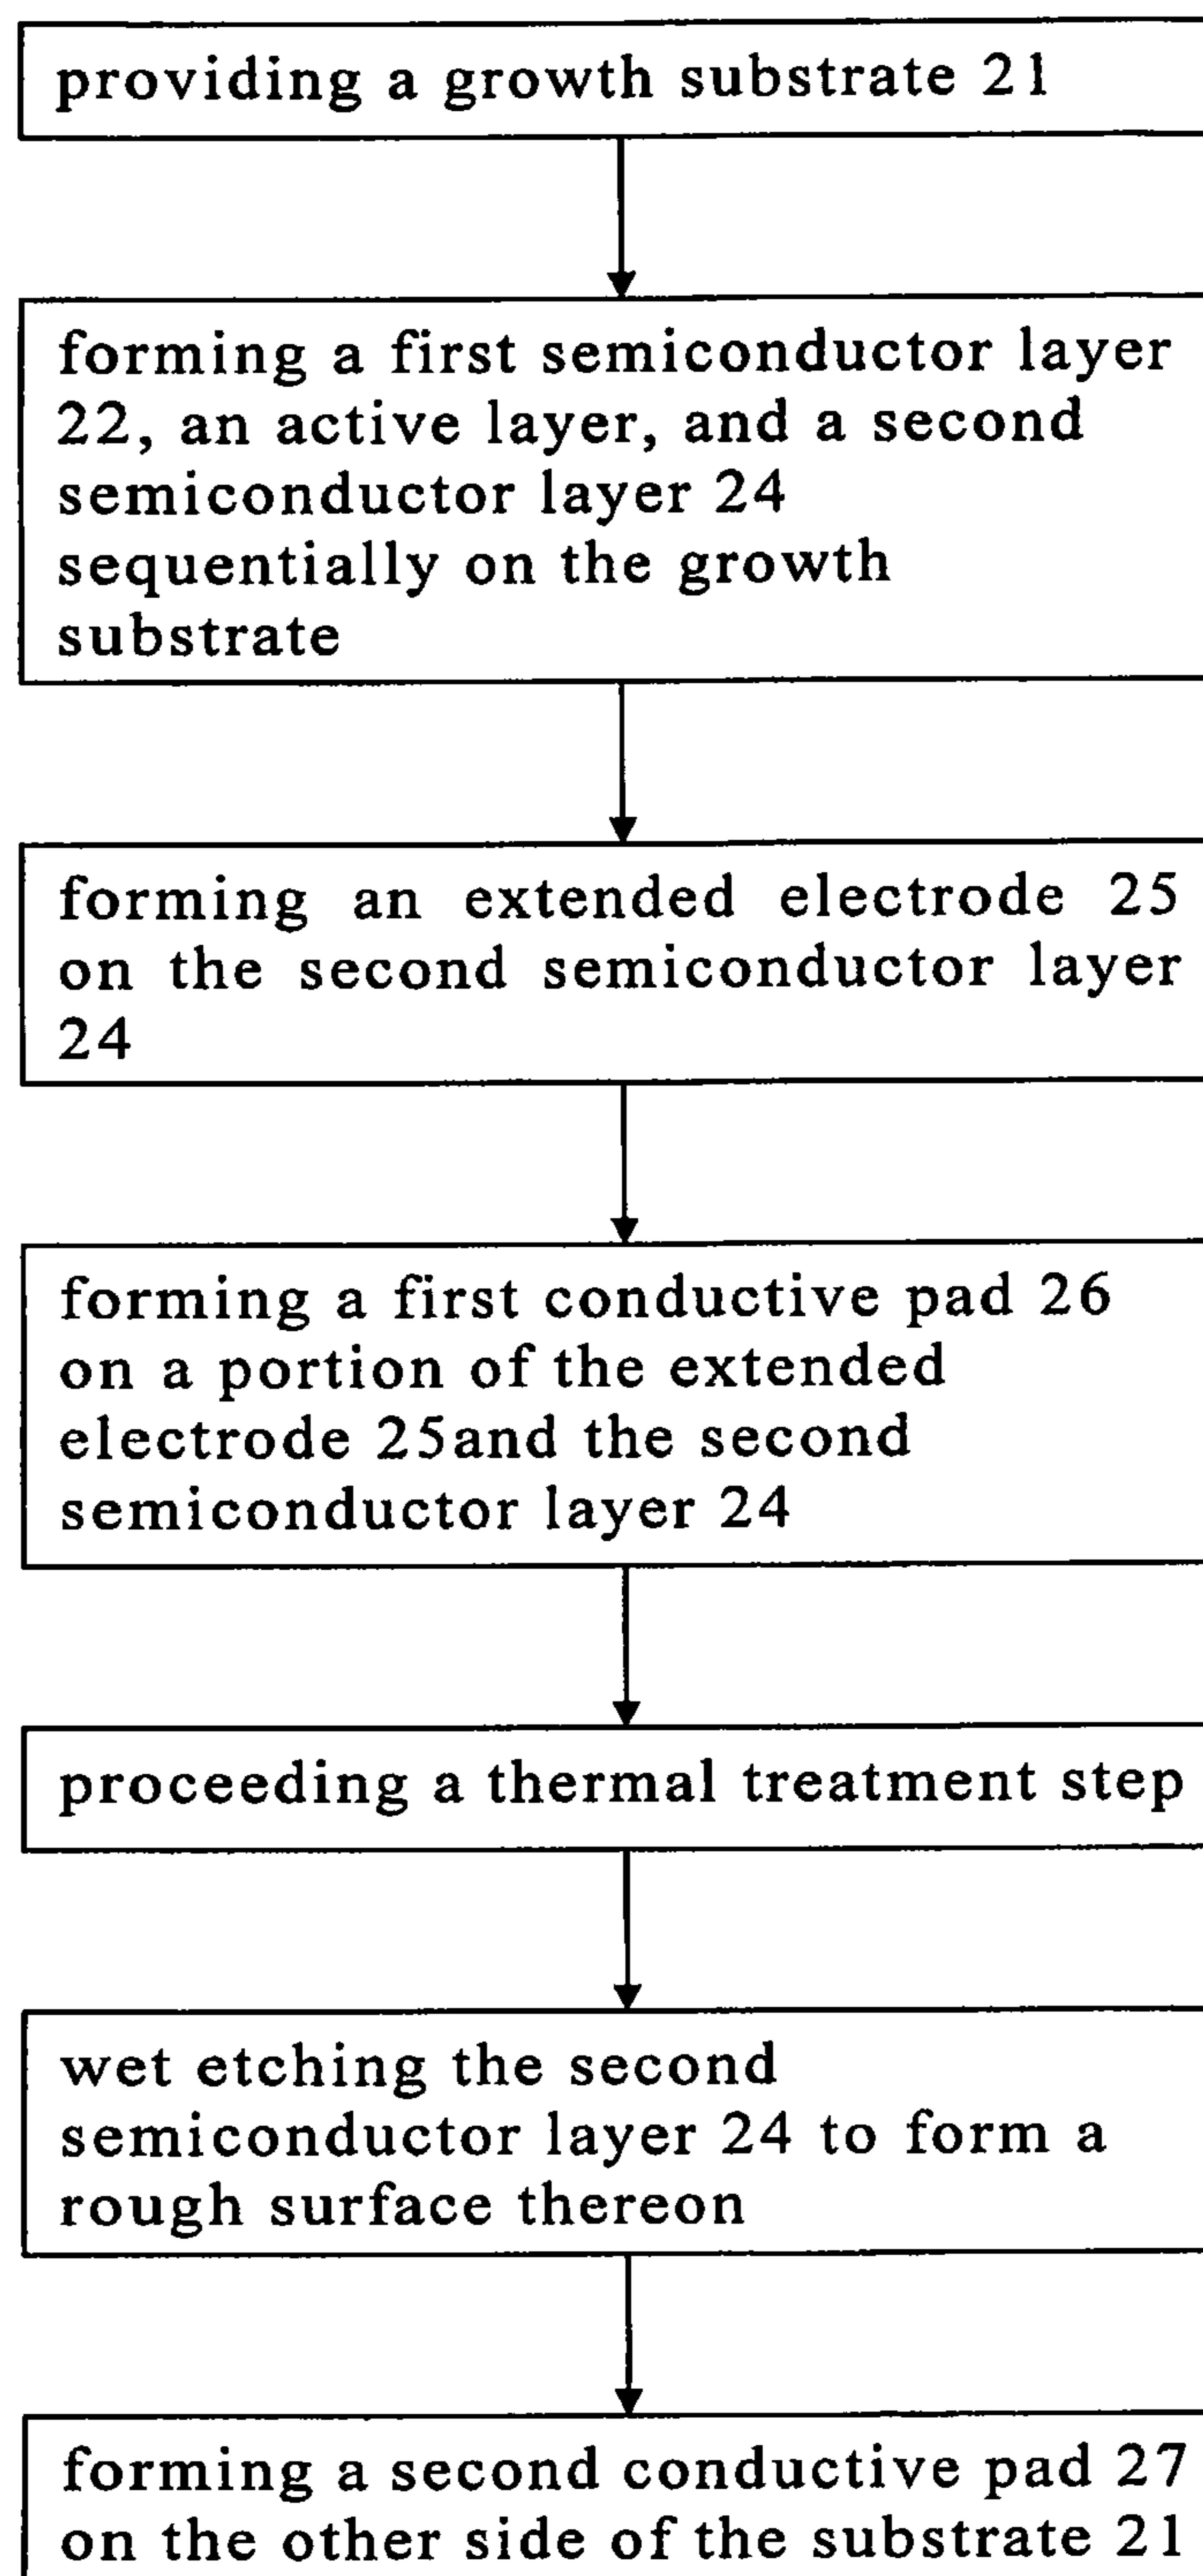 providing a growth substrate 21
forming a first semiconductor layer
22, an active layer, and a second
semiconductor layer 24
sequentially on the growth
substrate
forming an extended electrode 25
on the second semiconductor layer
24
forming a first conductive pad 26
on a portion of the extended
electrode 25and the second
semiconductor layer 24
proceeding a thermal treatment step
wet etching the second
semiconductor layer 24 to form a
rough surface thereon
forming a second conductive pad 27
on the other side of the substrate 21